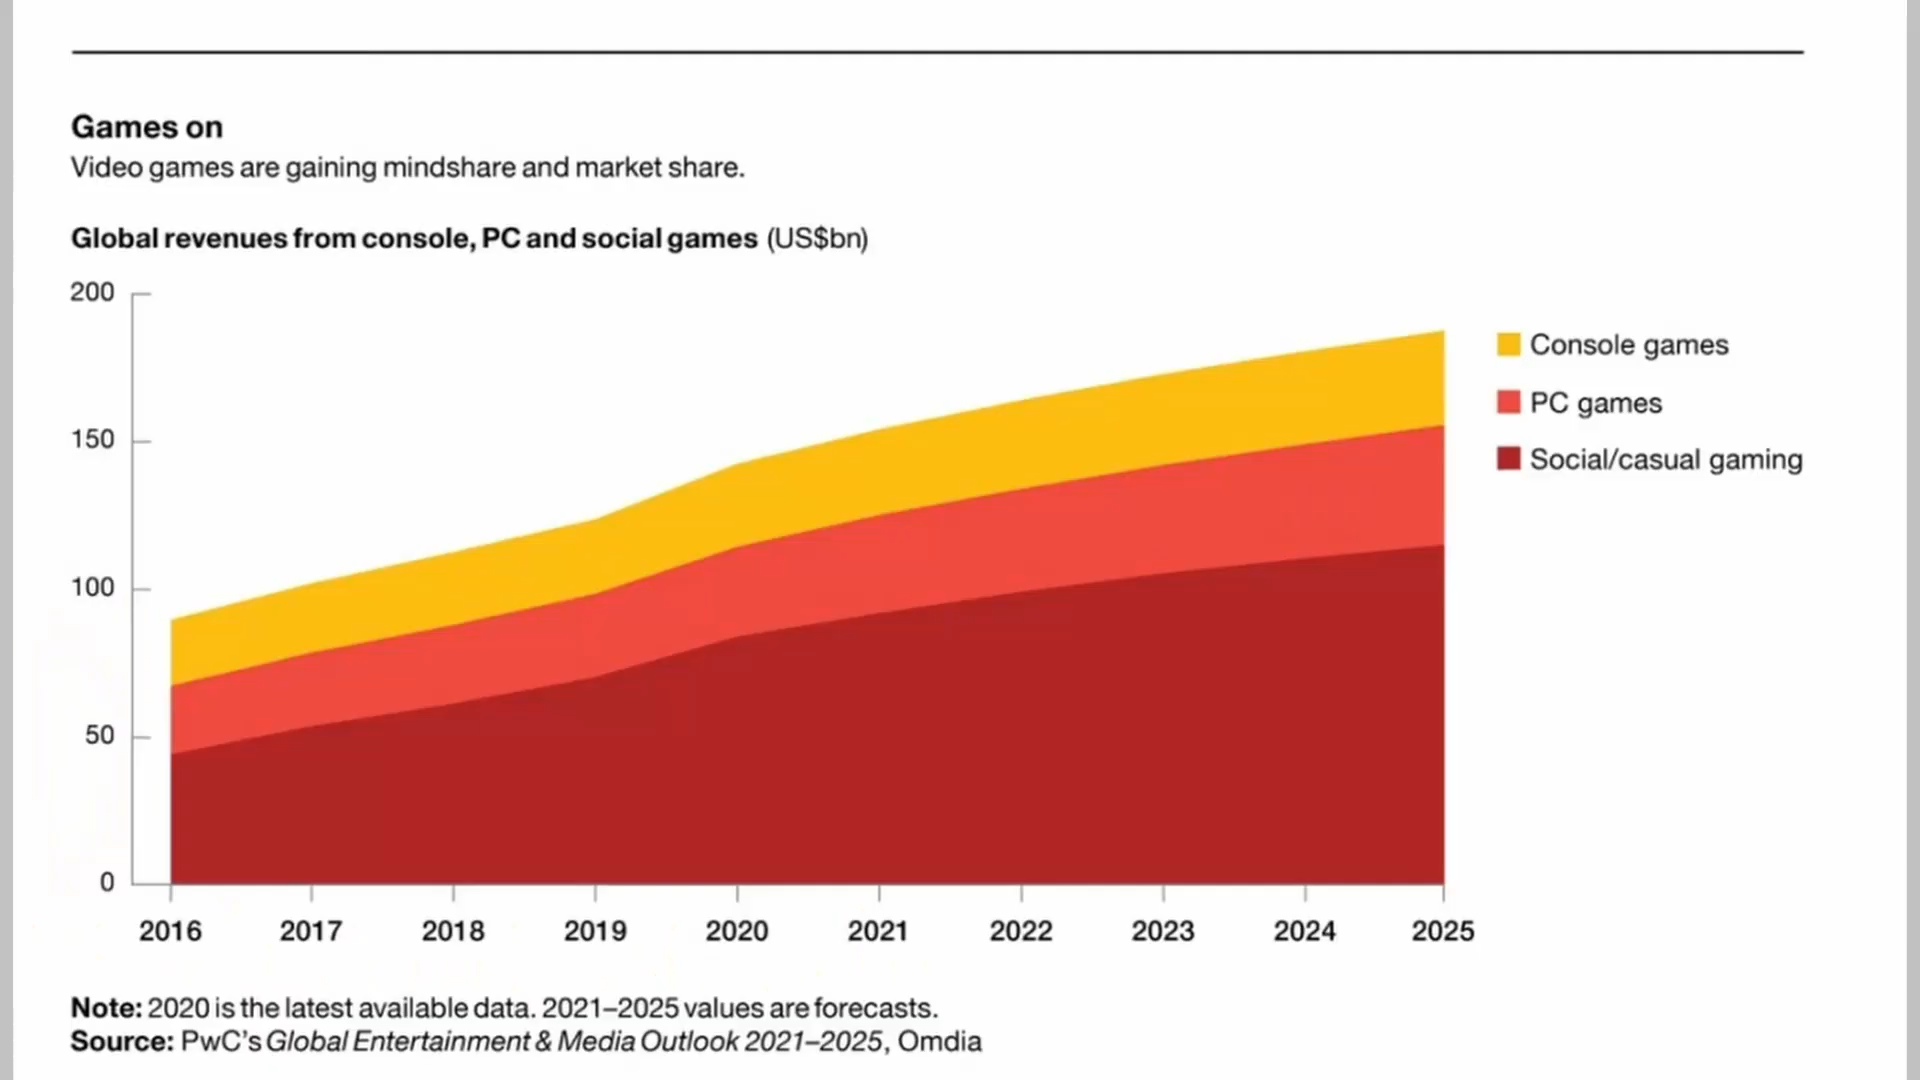 Games on
Video games are gaining mindshare and market share.
Global revenues from console, PC and social games (US$bn)
200
150
100
50
0
Console games
PC games
Social/casual gaming
2016 2017 2018 2019 2020 2021 2022 2023 2024 2025
Note: 2020 is the latest available data. 2021–2025 values are forecasts.
Source: PwC's Global Entertainment & Media Outlook 2021–2025, Omdia